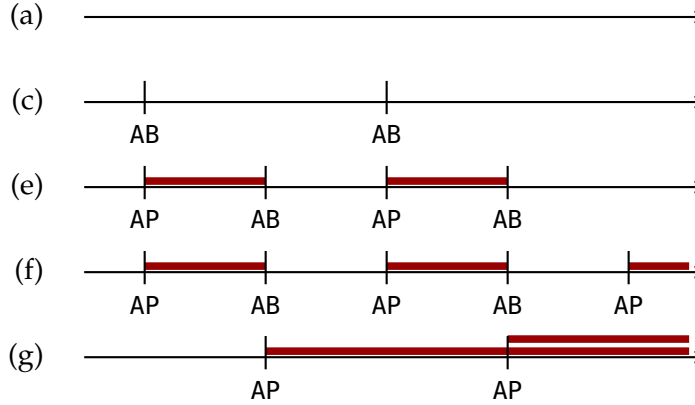 (a)
(c)
AB AB
(e)
AP AB AP AB
(f)
AP AB AP AB AP
(g)
AP AP